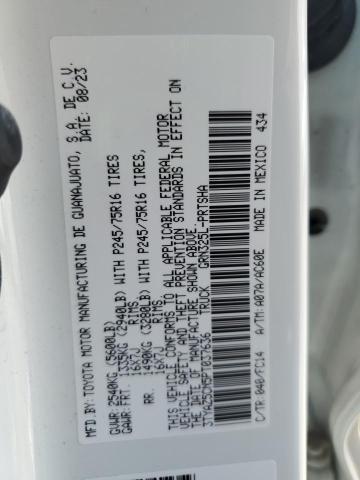 MFD.BY: TOYOTA MOTOR MANUFACTURING DE GUANAJUATO, S.A. DE C.V.
DATE: 08/23
GVWR: 2540KG (5600LB)
GAWR: FRT. 1335KG (2940LB) WITH P245/75R16 TIRES
16X7J RIMS,
RR. 1490KG (3280LB) WITH P245/75R16 TIRES,
16X7J RIMS.
THIS VEHICLE CONFORMS TO ALL APPLICABLE FEDERAL MOTOR
VEHICLE SAFETY AND THEFT PREVENTION STANDARDS IN EFFECT ON
THE DATE OF MANUFACTURE SHOWN ABOVE.
3TYAZ5CN5PT037636 TRUCK GRN325L-PRTSHA
C/TR: 040/FC14 A/TM: A07A/AC60E MADE IN MEXICO 434